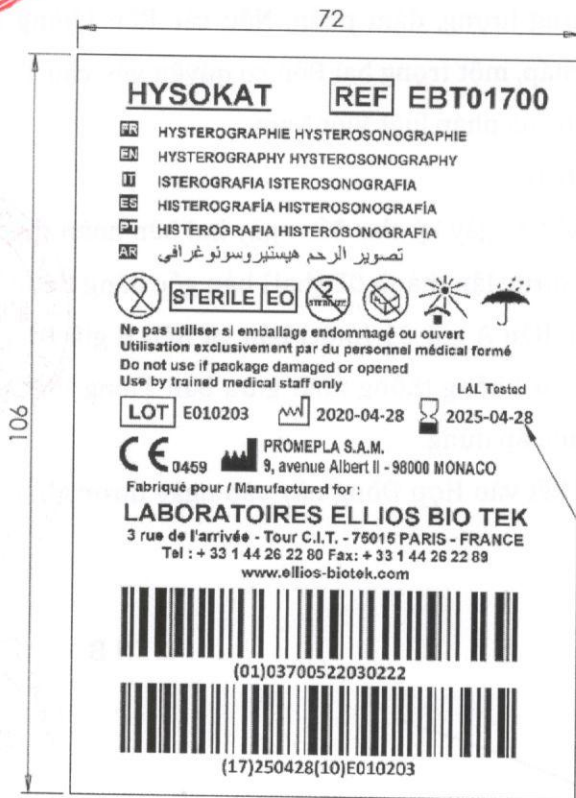 72
106
HYSOKAT REF EBT01700
FR HYSTEROGRAPHIE HYSTEROSONOGRAPHIE
EN HYSTEROGRAPHY HYSTEROSONOGRAPHY
IT ISTEROGRAFIA ISTEROSONOGRAFIA
ES HISTEROGRAFÍA HISTEROSONOGRAFÍA
PT HISTEROGRAFIA HISTEROSONOGRAFIA
AR تصوير الرحم هيستيروسونوغرافي
2 STERILE EO 2 STERILIZE
Ne pas utiliser si emballage endommagé ou ouvert
Utilisation exclusivement par du personnel médical formé
Do not use if package damaged or opened
Use by trained medical staff only
LAL Tested
LOT E010203 2020-04-28 2025-04-28
CE 0459 PROMEPLA S.A.M.
9, avenue Albert II - 98000 MONACO
Fabriqué pour / Manufactured for :
LABORATOIRES ELLIOS BIO TEK
3 rue de l'arrivée - Tour C.I.T. - 75015 PARIS - FRANCE
Tel : + 33 1 44 26 22 80 Fax: + 33 1 44 26 22 89
www.ellios-biotek.com
(01)03700522030222
(17)250428(10)E010203